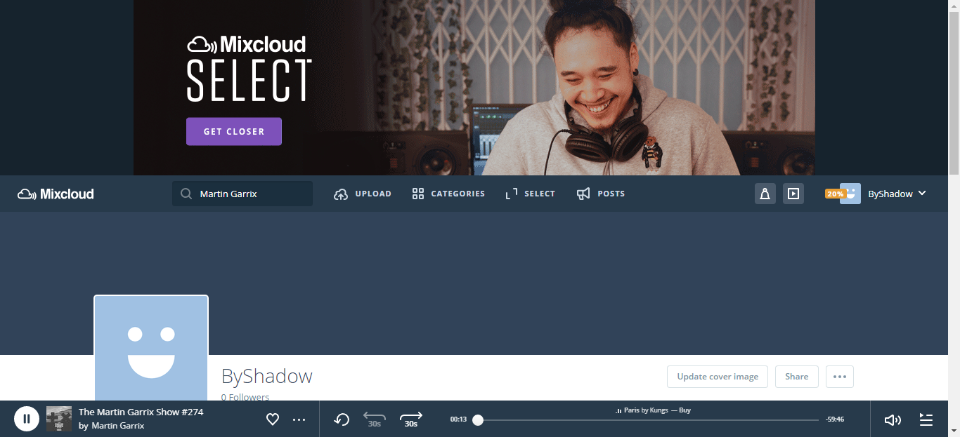 Mixcloud
SELECT
GET CLOSER
Mixcloud
Martin Garrix
UPLOAD
CATEGORIES
SELECT
POSTS
20%
ByShadow
ByShadow
0 Followers
Update cover image
Share
The Martin Garrix Show #274
by Martin Garrix
30s
30s
00:13
Paris by Kungs — Buy
-59:46